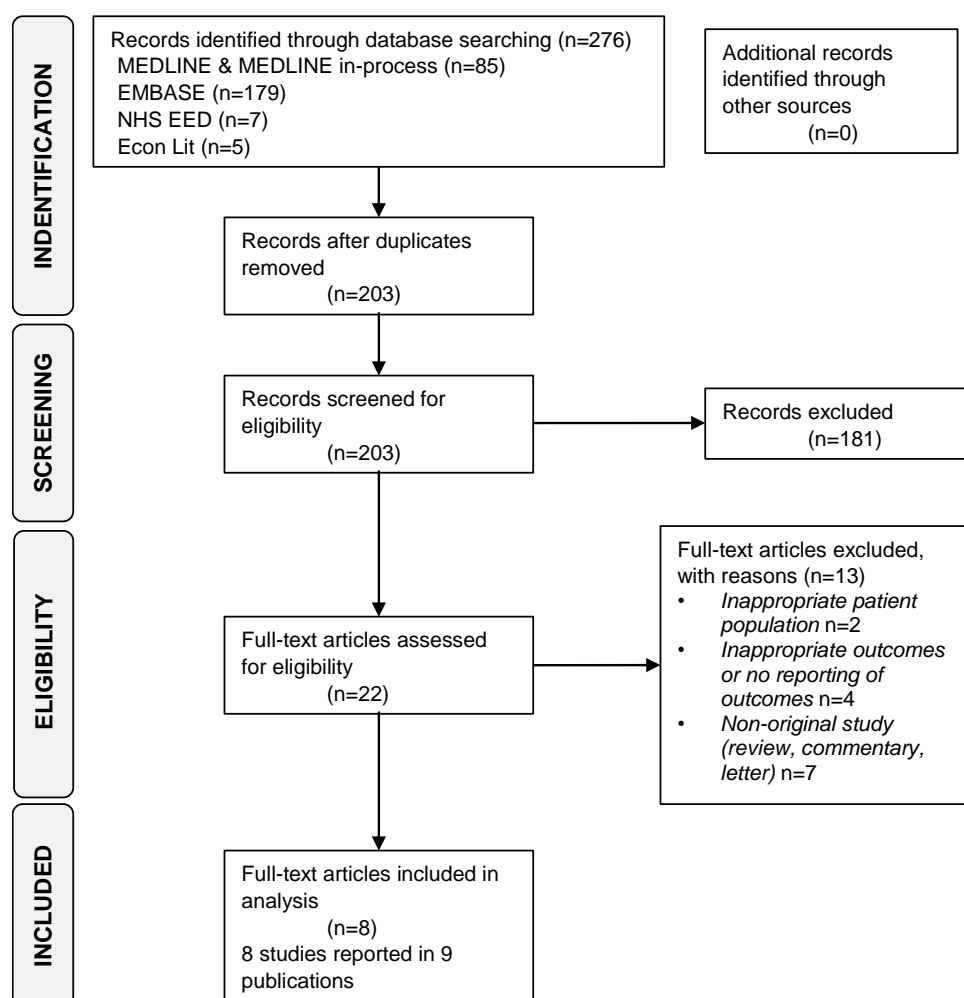 INDENTIFICATION
Records identified through database searching (n=276)
MEDLINE & MEDLINE in-process (n=85)
EMBASE (n=179)
NHS EED (n=7)
Econ Lit (n=5)
Additional records
identified through
other sources
(n=0)
Records after duplicates
removed
(n=203)
SCREENING
Records screened for
eligibility
(n=203)
Records excluded
(n=181)
ELIGIBILITY
Full-text articles assessed
for eligibility
(n=22)
Full-text articles excluded,
with reasons (n=13)
• Inappropriate patient
population n=2
• Inappropriate outcomes
or no reporting of
outcomes n=4
• Non-original study
(review, commentary,
letter) n=7
INCLUDED
Full-text articles included in
analysis
(n=8)
8 studies reported in 9
publications